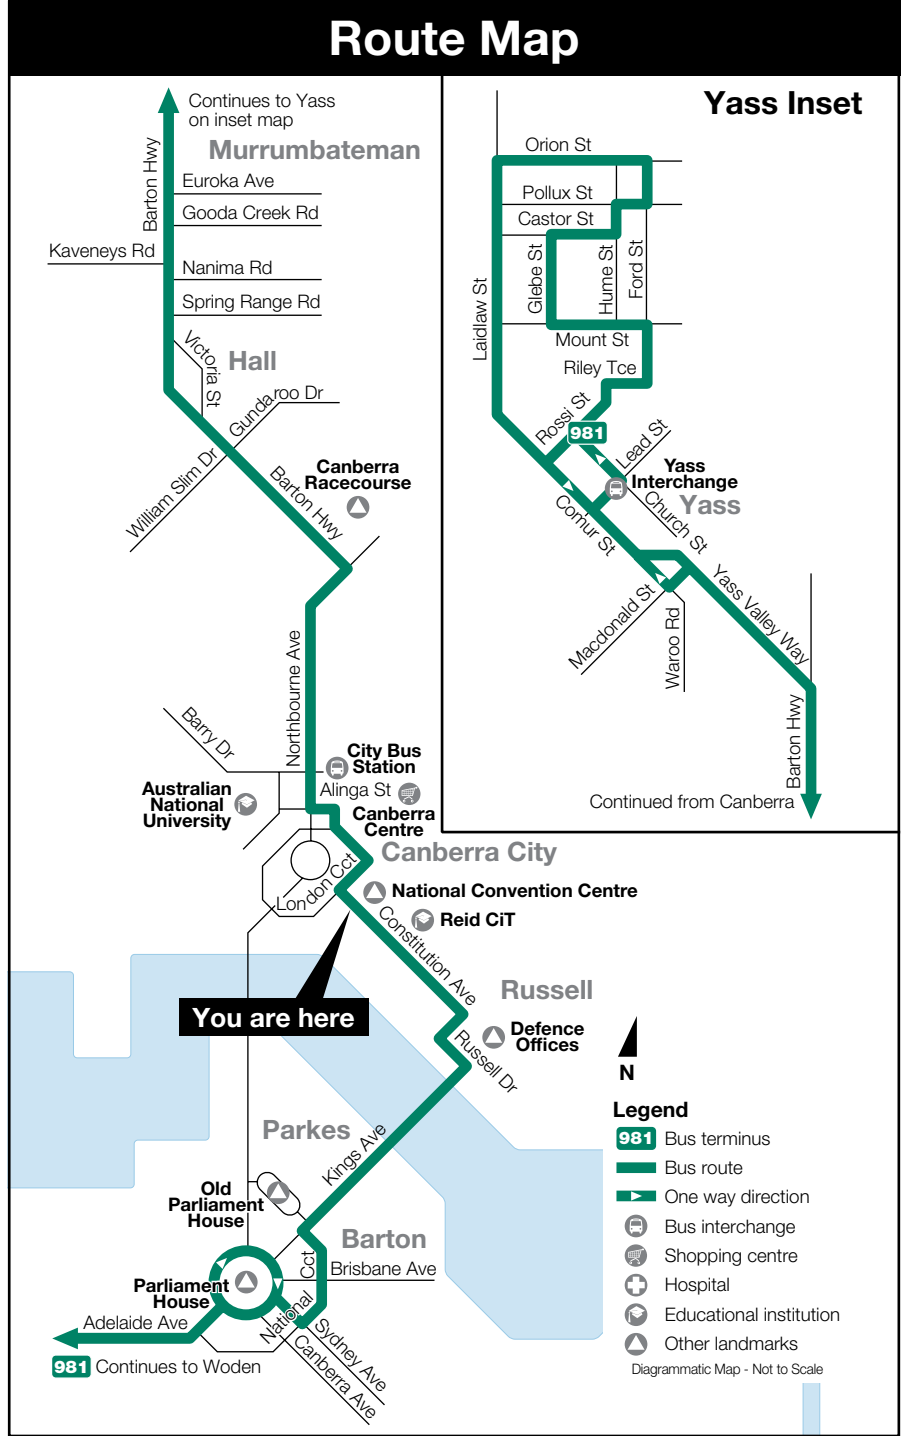 Route Map
Continues to Yass
on inset map
Murrumbateman
Barton Hwy
Euroka Ave
Gooda Creek Rd
Kaveneys Rd
Nanima Rd
Spring Range Rd
Victoria St
Hall
Gundaroo Dr
William Slim Dr
Barton Hwy
Canberra
Racecourse
Northbourne Ave
Barry Dr
City Bus
Station
Alinga St
Australian
National
University
Canberra
Centre
Canberra City
London Cct
National Convention Centre
Reid CiT
Constitution Ave
Russell
You are here
Defence
Offices
Russell Dr
Parkes
Kings Ave
Old
Parliament
House
Barton
National Cct
Brisbane Ave
Parliament
House
Adelaide Ave
Sydney Ave
Canberra Ave
981 Continues to Woden
Yass Inset
Orion St
Pollux St
Castor St
Glebe St
Hume St
Ford St
Laidlaw St
Mount St
Riley Tce
Rossi St
981
Lead St
Yass
Interchange
Yass
Church St
Comur St
Macdonald St
Waroo Rd
Yass Valley Way
Barton Hwy
Continued from Canberra
N
Legend
981 Bus terminus
Bus route
One way direction
Bus interchange
Shopping centre
Hospital
Educational institution
Other landmarks
Diagrammatic Map - Not to Scale